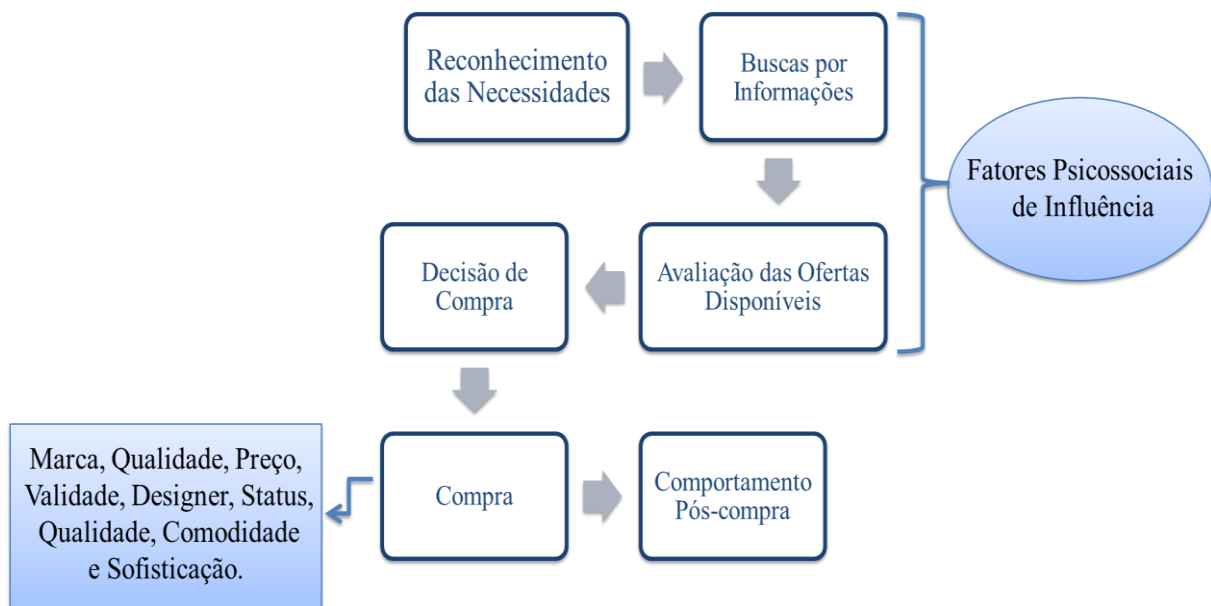 Reconhecimento
das Necessidades
Buscas por
Informações
Fatores Psicossociais
de Influência
Decisão de
Compra
Avaliação das Ofertas
Disponíveis
Marca, Qualidade, Preço,
Validade, Designer, Status,
Qualidade, Comodidade
e Sofisticação.
Compra
Comportamento
Pós-compra